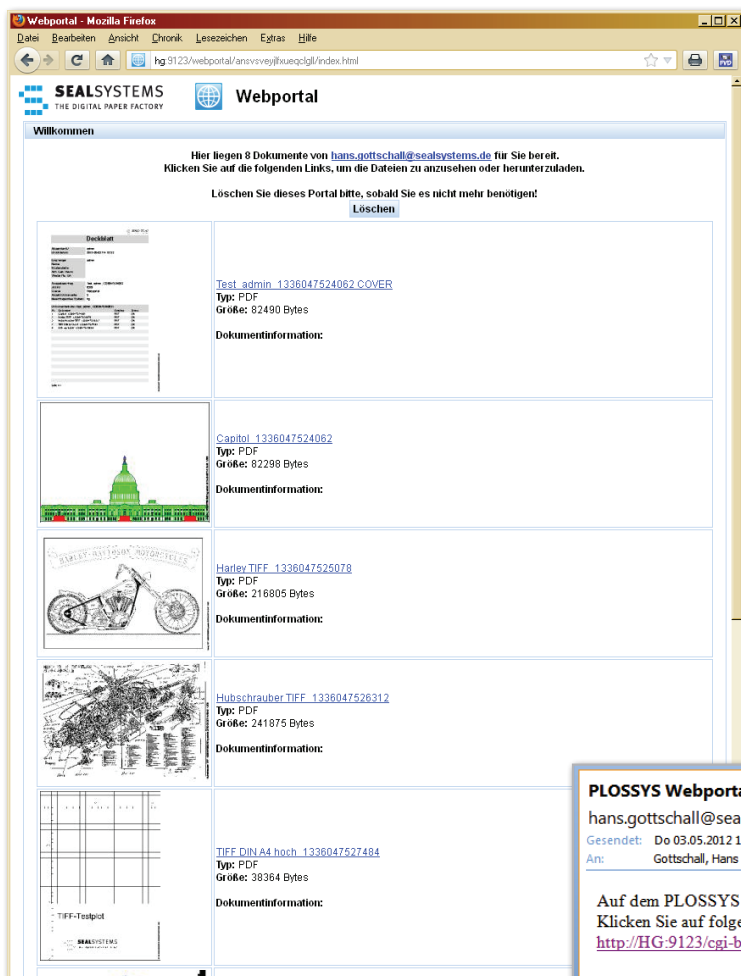 Webportal - Mozilla Firefox
Datei Bearbeiten Ansicht Chronik Lesezeichen Extras Hilfe
hg:9123/webportal/ansvsveyjlfxueqclgll/index.html
SEALSYSTEMS
THE DIGITAL PAPER FACTORY
Webportal
Willkommen
Hier liegen 8 Dokumente von hans.gottschall@sealsystems.de für Sie bereit.
Klicken Sie auf die folgenden Links, um die Dateien zu anzusehen oder herunterzuladen.
Löschen Sie dieses Portal bitte, sobald Sie es nicht mehr benötigen!
Löschen
Deckblatt
Test_admin_1336047524062 COVER
Typ: PDF
Größe: 82490 Bytes
Dokumentinformation:
Capitol_1336047524062
Typ: PDF
Größe: 82298 Bytes
Dokumentinformation:
HARLEY-DAVIDSON MOTORCYCLES
Harley TIFF_1336047525078
Typ: PDF
Größe: 216805 Bytes
Dokumentinformation:
Hubschrauber TIFF_1336047526312
Typ: PDF
Größe: 241875 Bytes
Dokumentinformation:
TIFF-Testplot
SEALSYSTEMS
TIFF DIN A4 hoch_1336047527484
Typ: PDF
Größe: 38364 Bytes
Dokumentinformation:
PLOSSYS Webporta
hans.gottschall@sea
Gesendet: Do 03.05.2012 1
An: Gottschall, Hans
Auf dem PLOSSYS
Klicken Sie auf folge
http://HG:9123/cgi-b